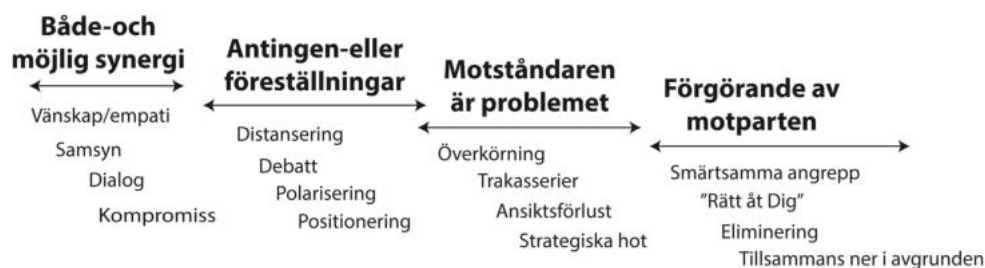 Både-och
möjlig synergi
Vänskap/empati
Samsyn
Dialog
Kompromiss
Antingen-eller
föreställningar
Distansering
Debatt
Polarisering
Positionering
Motståndaren
är problemet
Överkörning
Trakasserier
Ansiktsförlust
Strategiska hot
Förgörande av
motparten
Smärtsamma angrepp
"Rätt åt Dig"
Eliminering
Tillsammans ner i avgrunden